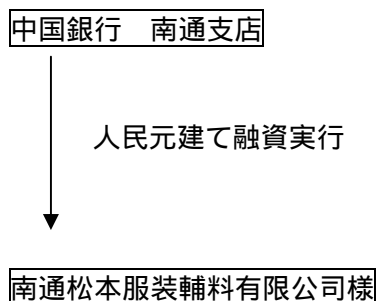 中国銀行　南通支店
人民元建て融資実行
南通松本服装輔料有限公司様